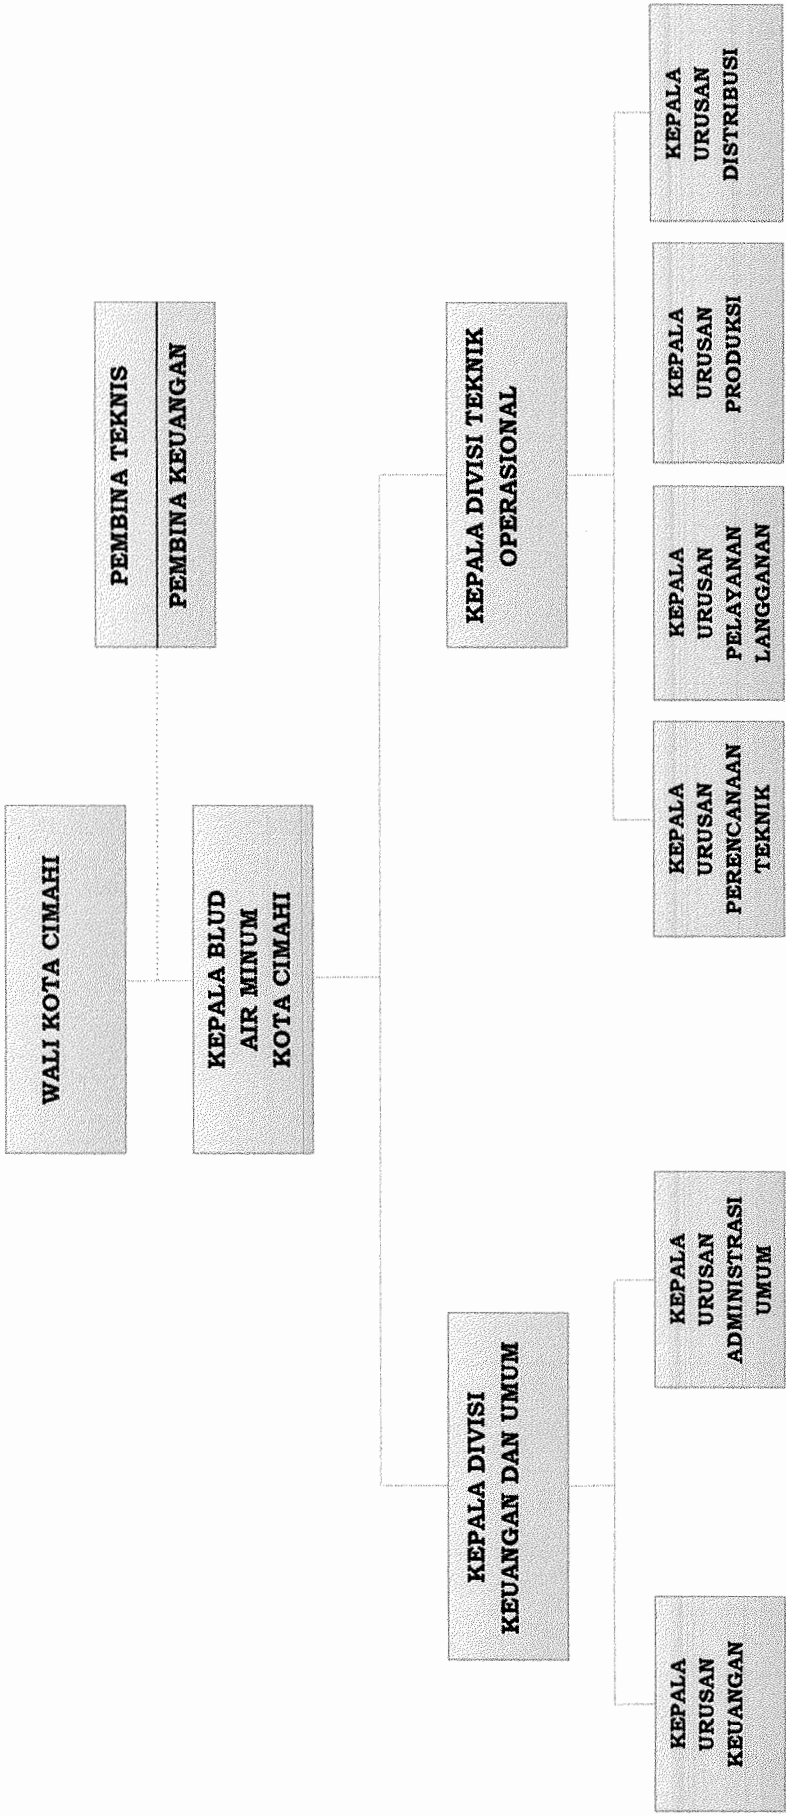 WALI KOTA CIMAHI
PEMBINA TEKNIS
PEMBINA KEUANGAN
KEPALA BLUD
AIR MINUM
KOTA CIMAHI
KEPALA DIVISI
KEUANGAN DAN UMUM
KEPALA DIVISI TEKNIK
OPERASIONAL
KEPALA
URUSAN
KEUANGAN
KEPALA
URUSAN
ADMINISTRASI
UMUM
KEPALA
URUSAN
PERENCANAAN
TEKNIK
KEPALA
URUSAN
PELAYANAN
LANGGANAN
KEPALA
URUSAN
PRODUKSI
KEPALA
URUSAN
DISTRIBUSI